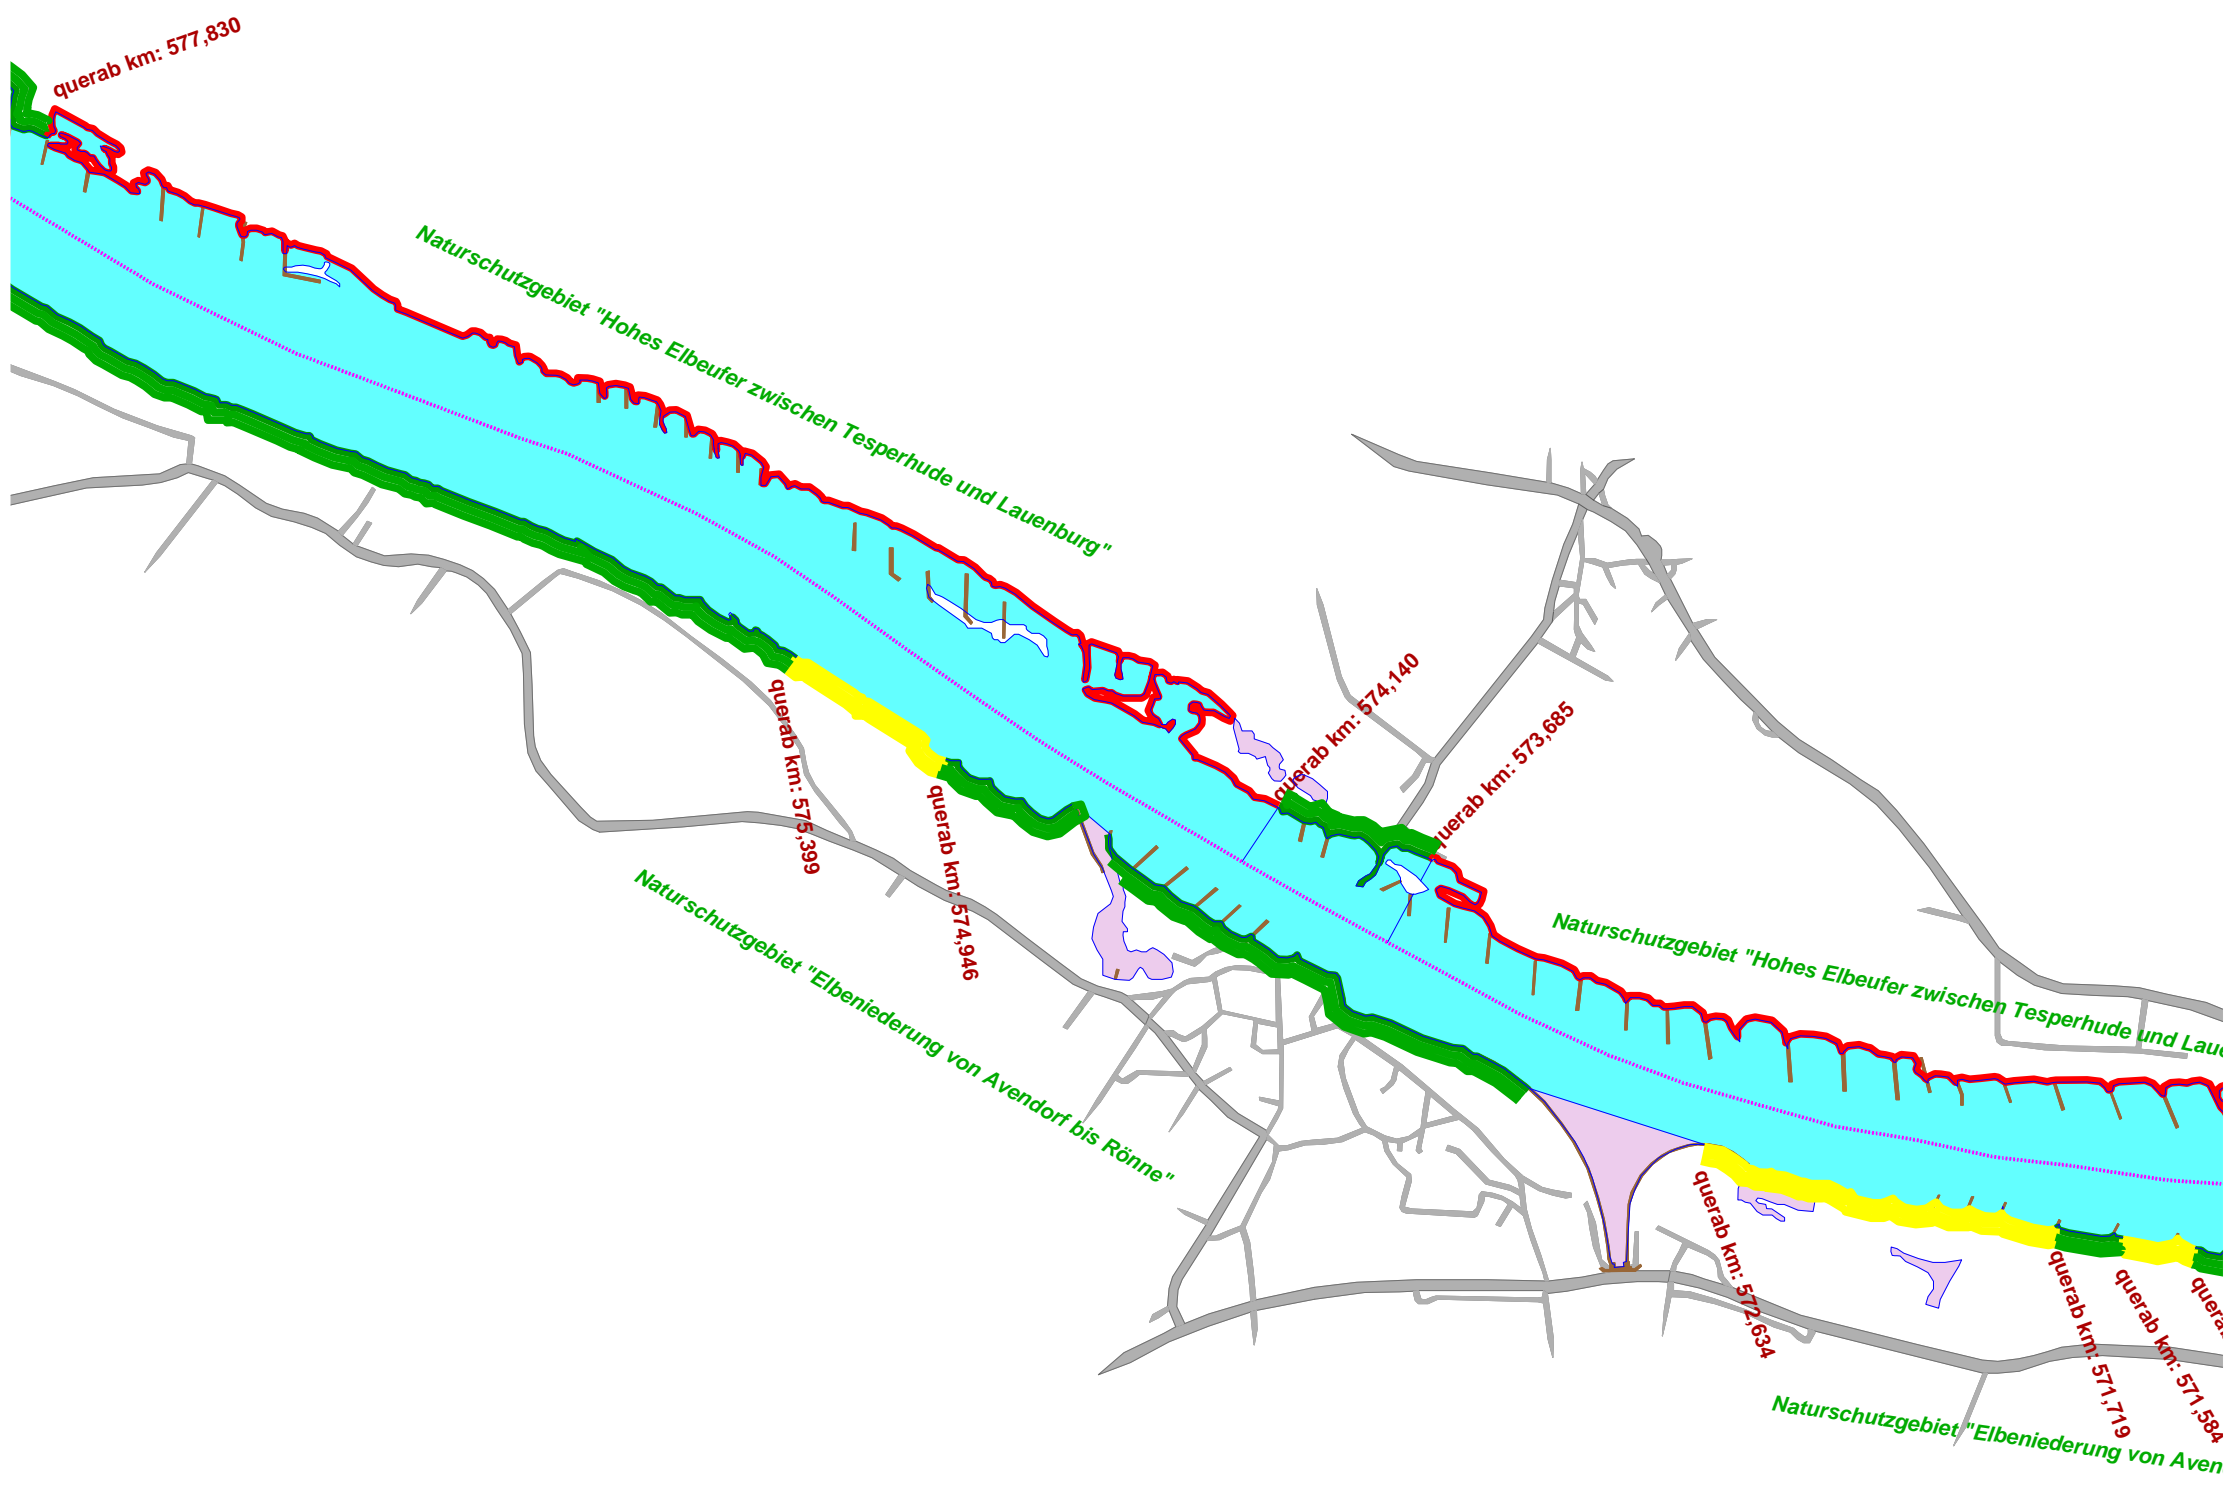 querab km: 577,830
Naturschutzgebiet "Hohes Elbeufer zwischen Tesperhude und Lauenburg"
querab km: 574,140
querab km: 573,685
querab km: 575,399
querab km: 574,946
Naturschutzgebiet "Elbeniederung von Avendorf bis Rönne"
Naturschutzgebiet "Hohes Elbeufer zwischen Tesperhude und Laue
querab km: 572,634
querab km: 571,719
querab km: 571,584
quera
Naturschutzgebiet "Elbeniederung von Aven